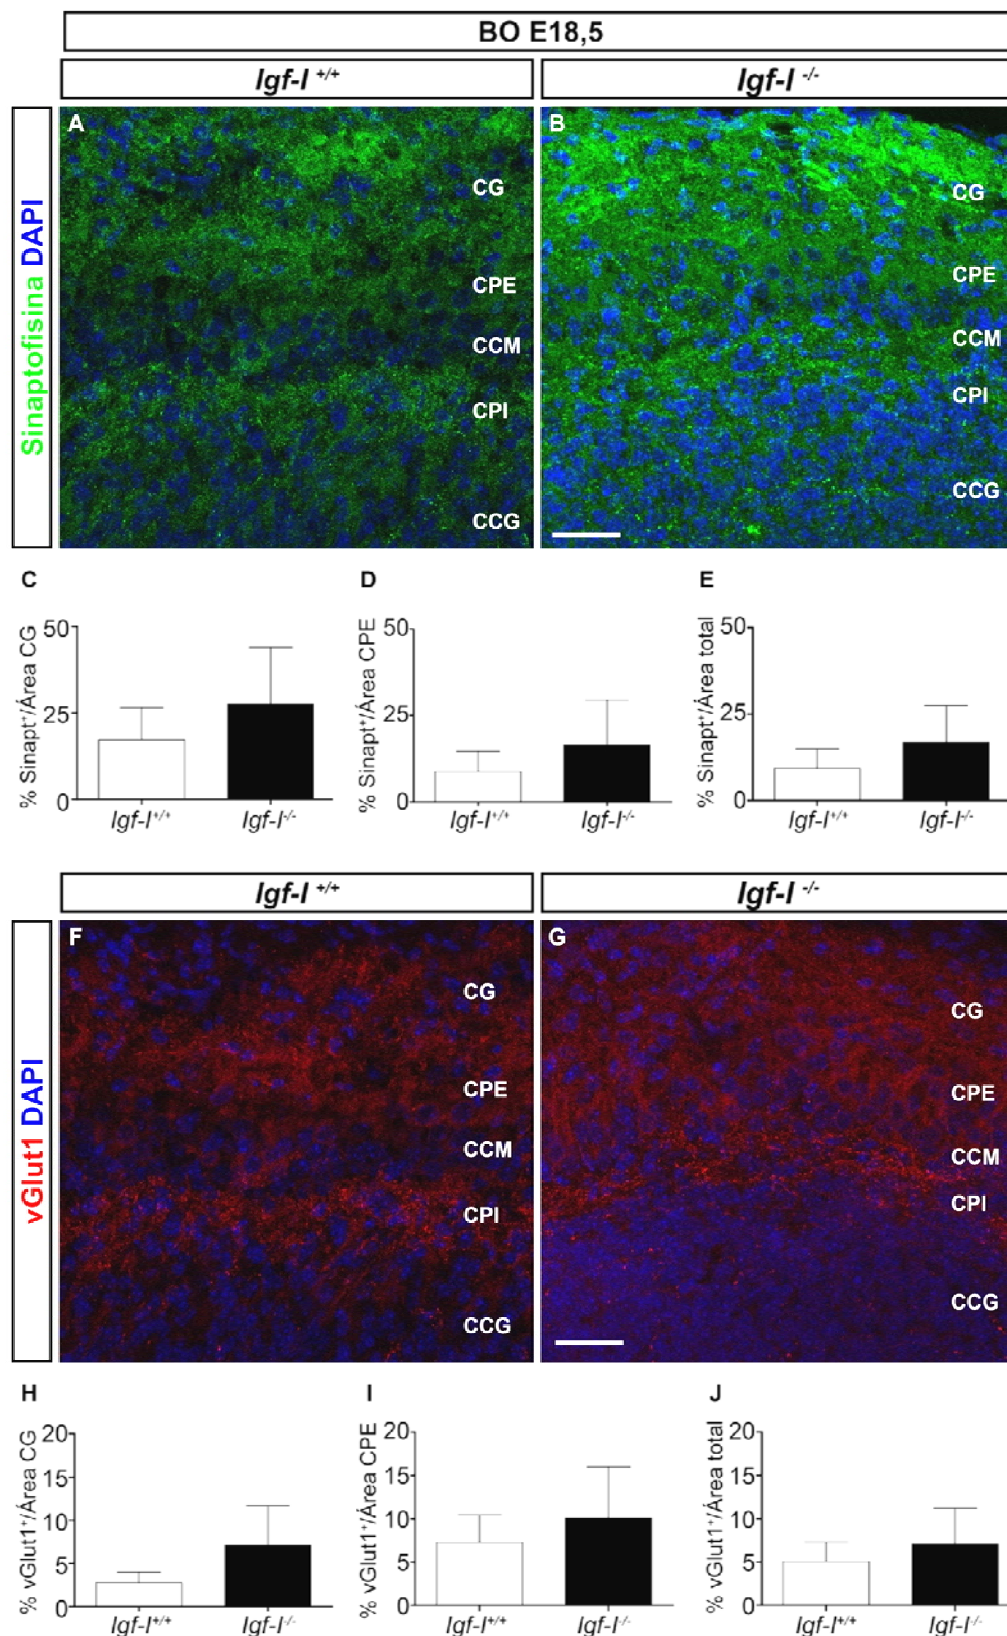 BO E18,5
Igf-I +/+
Igf-I -/-
Sinaptofisina DAPI
A
CG
CPE
CCM
CPI
CCG
B
CG
CPE
CCM
CPI
CCG
C
% Sinapt+/Área CG
50
25
0
Igf-I+/+
Igf-I-/-
D
% Sinapt+/Área CPE
50
25
0
Igf-I+/+
Igf-I-/-
E
% Sinapt+/Área total
50
25
0
Igf-I+/+
Igf-I-/-
Igf-I +/+
Igf-I -/-
vGlut1 DAPI
F
CG
CPE
CCM
CPI
CCG
G
CG
CPE
CCM
CPI
CCG
H
% vGlut1+/Área CG
20
15
10
5
0
Igf-I+/+
Igf-I-/-
I
% vGlut1+/Área CPE
20
15
10
5
0
Igf-I+/+
Igf-I-/-
J
% vGlut1+/Área total
20
15
10
5
0
Igf-I+/+
Igf-I-/-